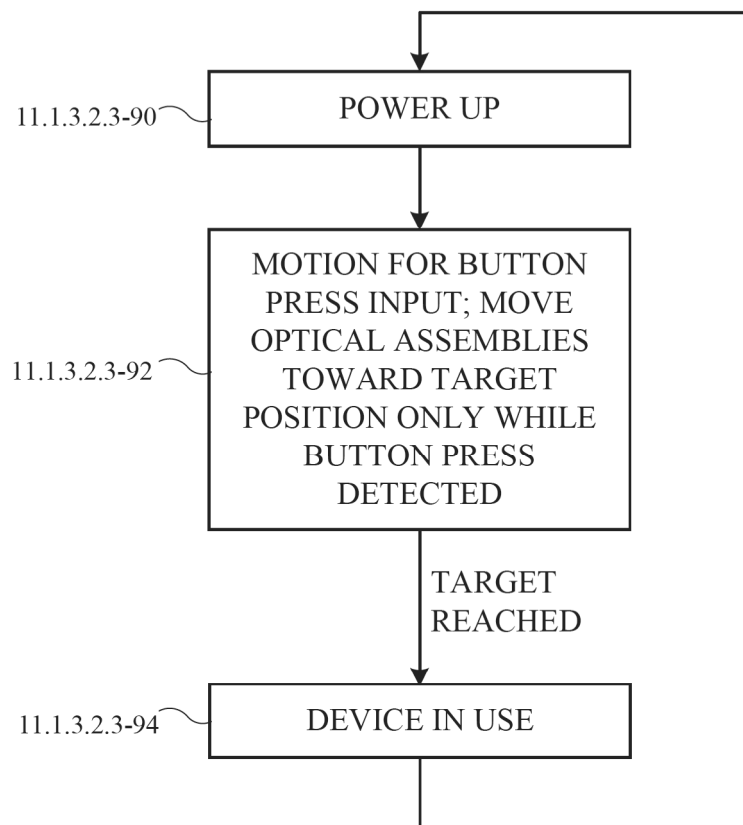 11.1.3.2.3-90
POWER UP
11.1.3.2.3-92
MOTION FOR BUTTON
PRESS INPUT; MOVE
OPTICAL ASSEMBLIES
TOWARD TARGET
POSITION ONLY WHILE
BUTTON PRESS
DETECTED
TARGET
REACHED
11.1.3.2.3-94
DEVICE IN USE